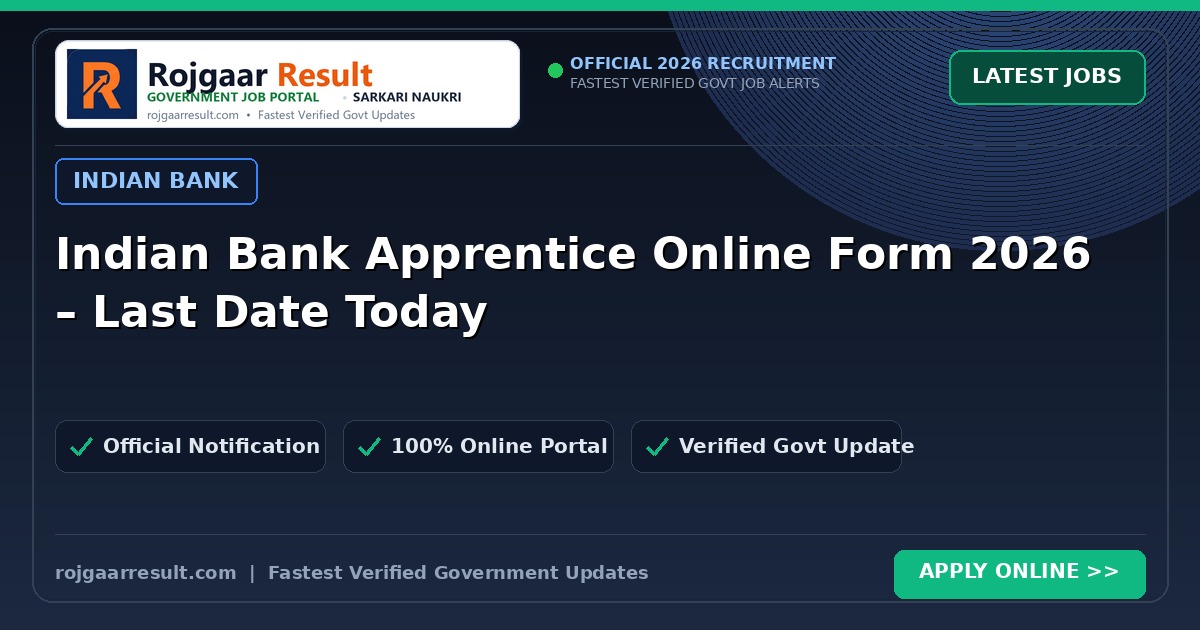 Rojgaar Result
GOVERNMENT JOB PORTAL • SARKARI NAUKRI
rojgaarresult.com • Fastest Verified Govt Updates
OFFICIAL 2026 RECRUITMENT
FASTEST VERIFIED GOVT JOB ALERTS
LATEST JOBS
INDIAN BANK
Indian Bank Apprentice Online Form 2026
– Last Date Today
Official Notification
100% Online Portal
Verified Govt Update
rojgaarresult.com | Fastest Verified Government Updates
APPLY ONLINE >>